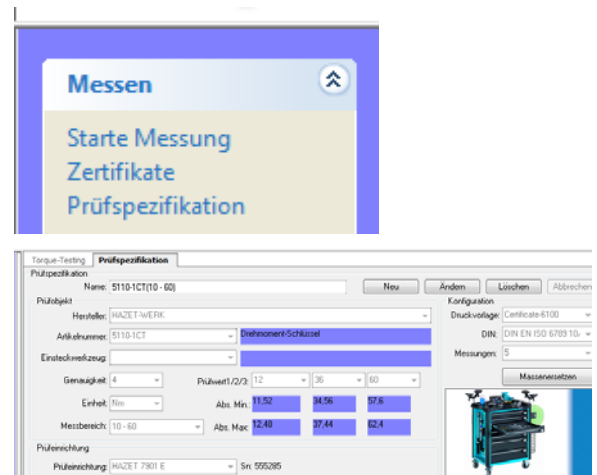 Messen
Starte Messung
Zertifikate
Prüfspezifikation
Torque-Testing Prüfspezifikation
Prüfspezifikation
Name: 5110-1CT(10 - 60) Neu Ändern Löschen Abbrechen
Prüfobjekt Konfiguration
Hersteller: HAZET-WERK Druckvorlage: Certificate-6100
Artikelnummer: 5110-1CT Drehmoment-Schlüssel DIN: DIN EN ISO 6789 10/
Einsteckwerkzeug: Messungen: 5
Genauigkeit: 4 Prüfwert1/2/3: 12 36 60 Massenersetzen
Einheit: Nm Abs. Min.: 11,52 34,56 57,6
Messbereich: 10 - 60 Abs. Max: 12,48 37,44 62,4
Prüfeinrichtung
Prüfeinrichtung: HAZET 7901 E Sn: 555285